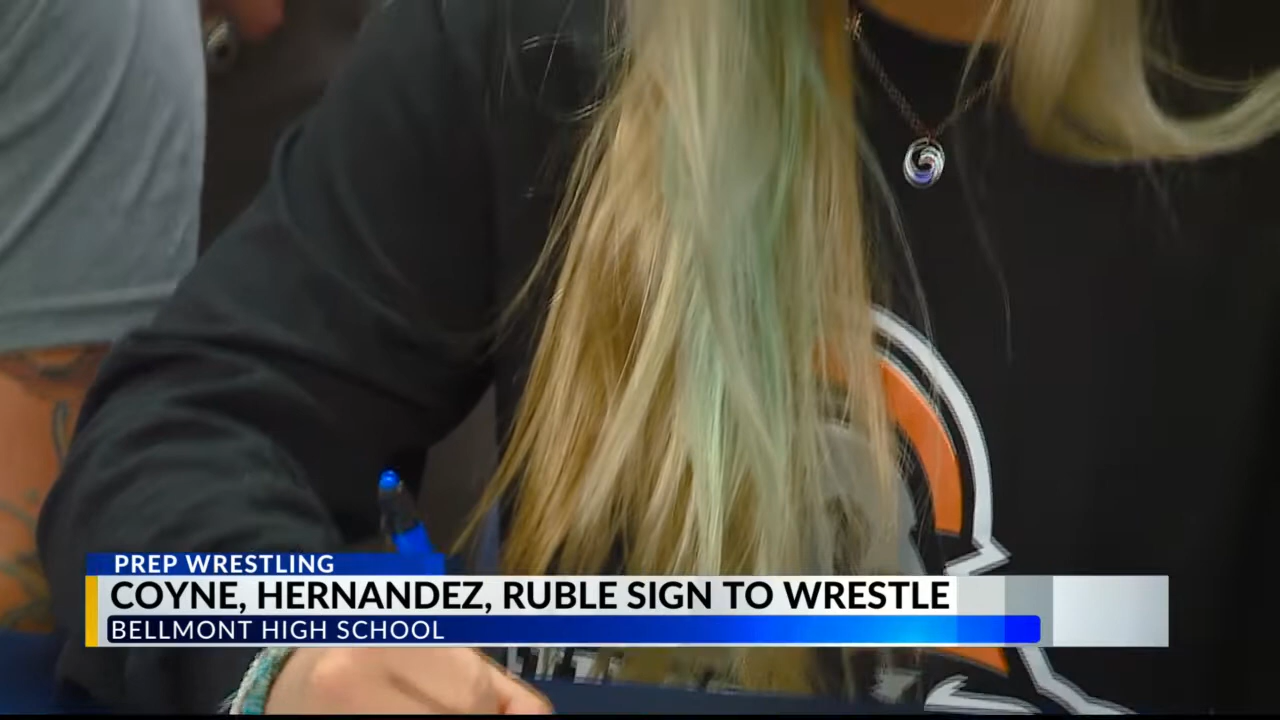 PREP WRESTLING
COYNE, HERNANDEZ, RUBLE SIGN TO WRESTLE
BELLMONT HIGH SCHOOL